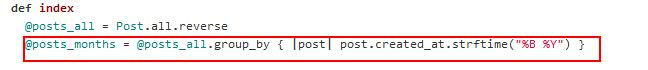 def index
@posts_all = Post.all.reverse
@posts_months = @posts_all.group_by { |post| post.created_at.strftime("%B %Y") }